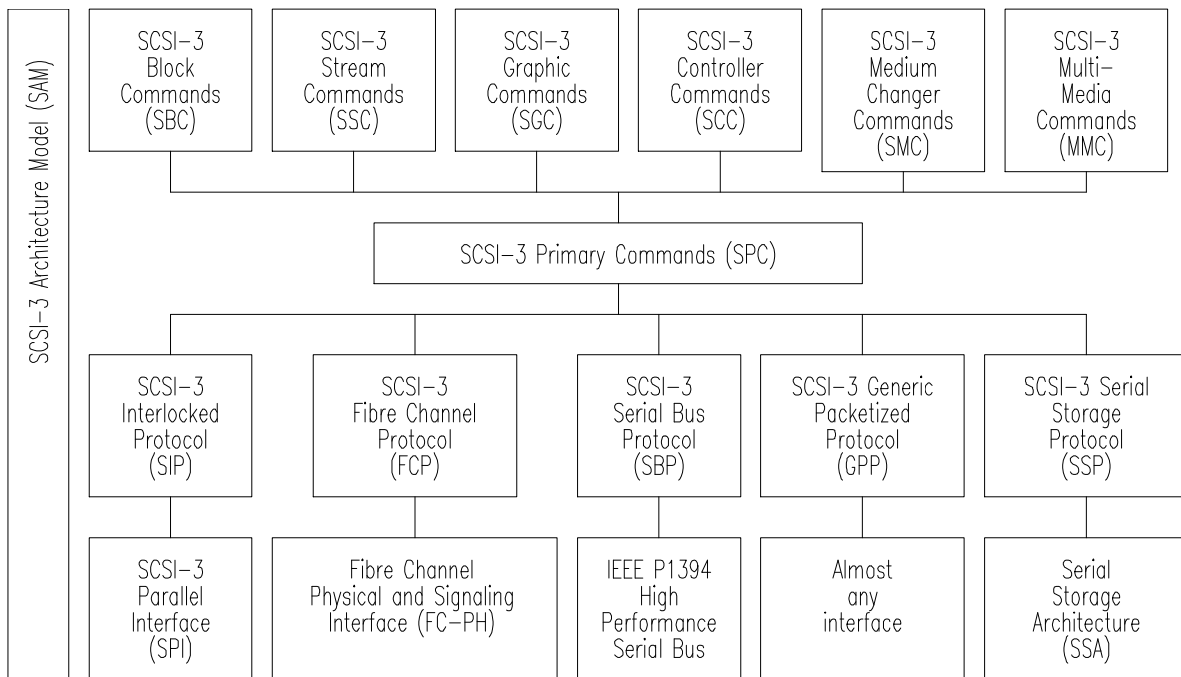 SCSI-3 Architecture Model (SAM)
SCSI-3
Block
Commands
(SBC)
SCSI-3
Stream
Commands
(SSC)
SCSI-3
Graphic
Commands
(SGC)
SCSI-3
Controller
Commands
(SCC)
SCSI-3
Medium
Changer
Commands
(SMC)
SCSI-3
Multi-
Media
Commands
(MMC)
SCSI-3 Primary Commands (SPC)
SCSI-3
Interlocked
Protocol
(SIP)
SCSI-3
Fibre Channel
Protocol
(FCP)
SCSI-3
Serial Bus
Protocol
(SBP)
SCSI-3 Generic
Packetized
Protocol
(GPP)
SCSI-3 Serial
Storage
Protocol
(SSP)
SCSI-3
Parallel
Interface
(SPI)
Fibre Channel
Physical and Signaling
Interface (FC-PH)
IEEE P1394
High
Performance
Serial Bus
Almost
any
interface
Serial
Storage
Architecture
(SSA)